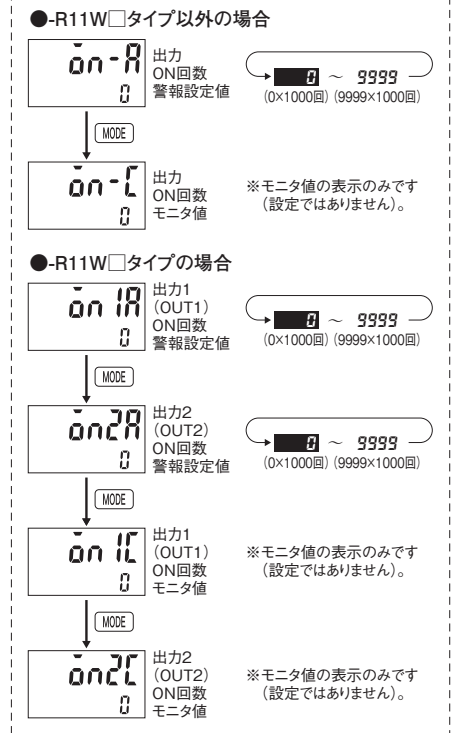 ●-R11W□タイプ以外の場合
on-A
0
出力
ON回数
警報設定値
0 ～ 9999
(0×1000回) (9999×1000回)
MODE
on-C
0
出力
ON回数
モニタ値
※モニタ値の表示のみです
(設定ではありません)。
●-R11W□タイプの場合
on1A
0
出力1
(OUT1)
ON回数
警報設定値
0 ～ 9999
(0×1000回) (9999×1000回)
MODE
on2A
0
出力2
(OUT2)
ON回数
警報設定値
0 ～ 9999
(0×1000回) (9999×1000回)
MODE
on1C
0
出力1
(OUT1)
ON回数
モニタ値
※モニタ値の表示のみです
(設定ではありません)。
MODE
on2C
0
出力2
(OUT2)
ON回数
モニタ値
※モニタ値の表示のみです
(設定ではありません)。